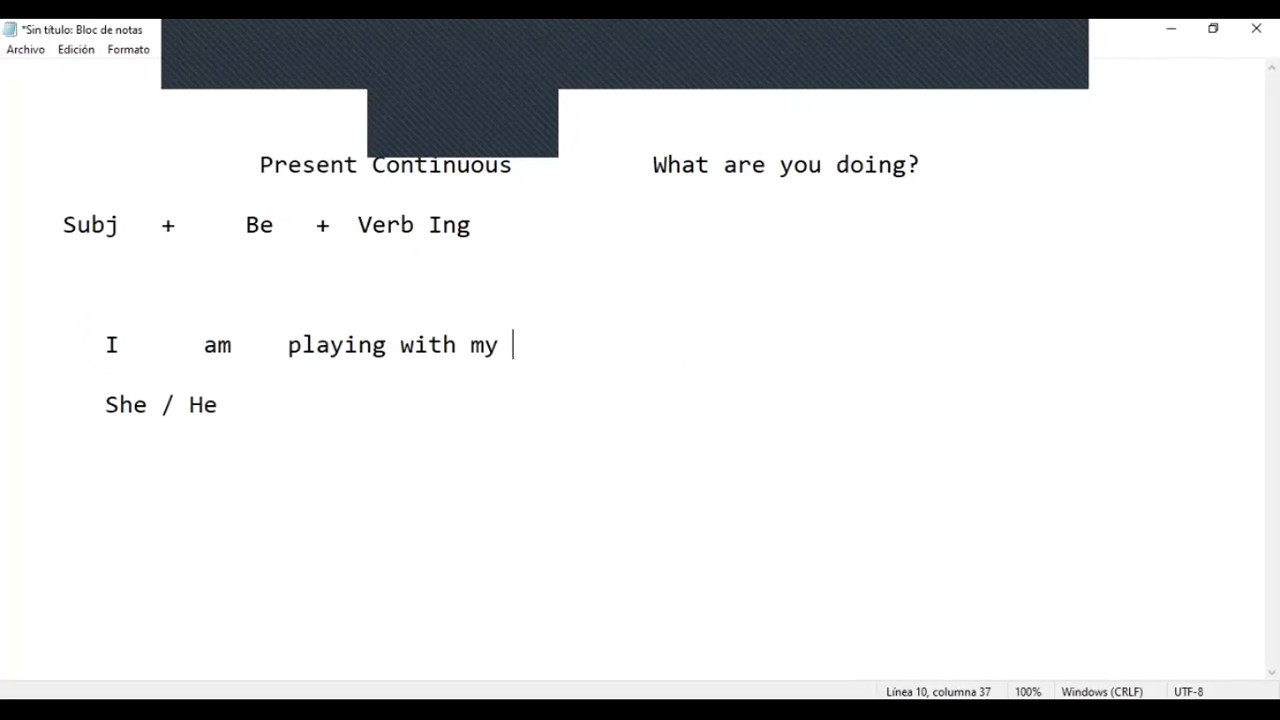 *Sin título: Bloc de notas
Archivo Edición Formato
Present Continuous What are you doing?
Subj + Be + Verb Ing
I am playing with my
She / He
Línea 10, columna 37 100% Windows (CRLF) UTF-8